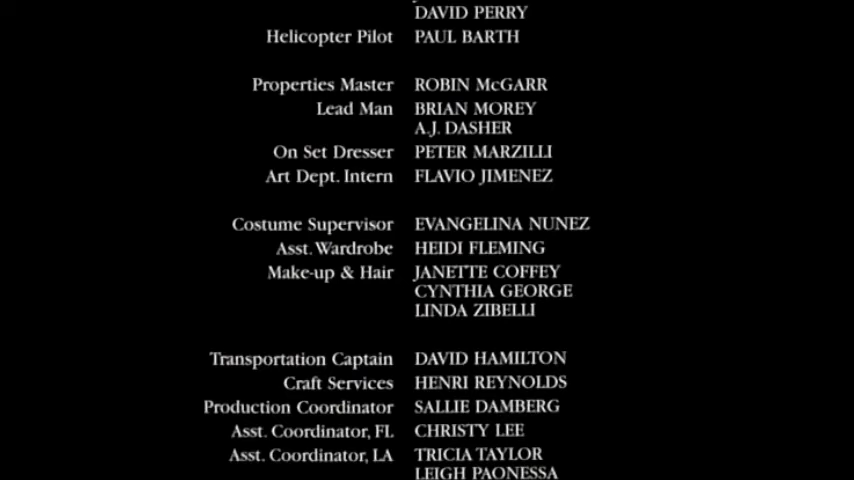 DAVID PERRY
Helicopter Pilot PAUL BARTH
Properties Master ROBIN McGARR
Lead Man BRIAN MOREY
A.J. DASHER
On Set Dresser PETER MARZILLI
Art Dept. Intern FLAVIO JIMENEZ
Costume Supervisor EVANGELINA NUNEZ
Asst. Wardrobe HEIDI FLEMING
Make-up & Hair JANETTE COFFEY
CYNTHIA GEORGE
LINDA ZIBELLI
Transportation Captain DAVID HAMILTON
Craft Services HENRI REYNOLDS
Production Coordinator SALLIE DAMBERG
Asst. Coordinator, FL CHRISTY LEE
Asst. Coordinator, LA TRICIA TAYLOR
LEIGH PAONESSA